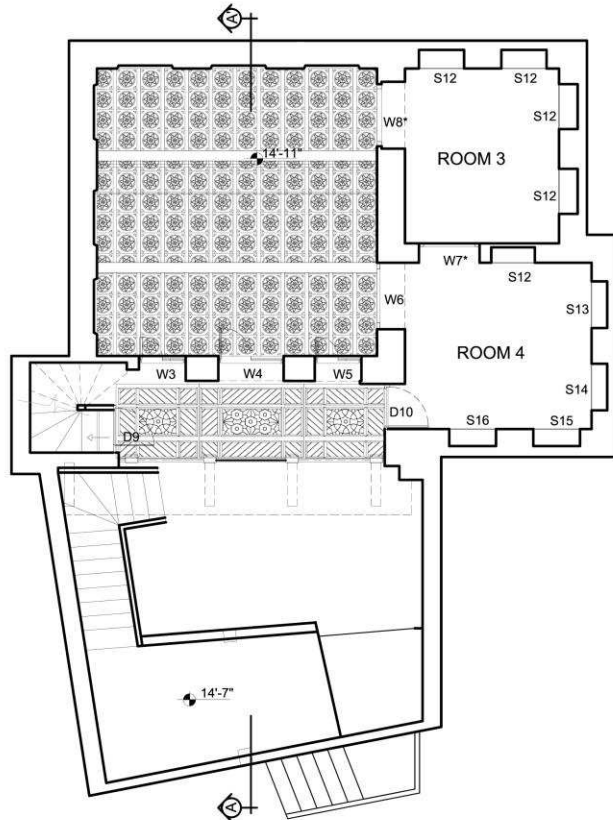 A'
S12
S12
W8*
S12
14'-11"
ROOM 3
S12
W7*
S12
W6
S13
ROOM 4
W3
W4
W5
S14
D10
D9
S16
S15
14'-7"
A